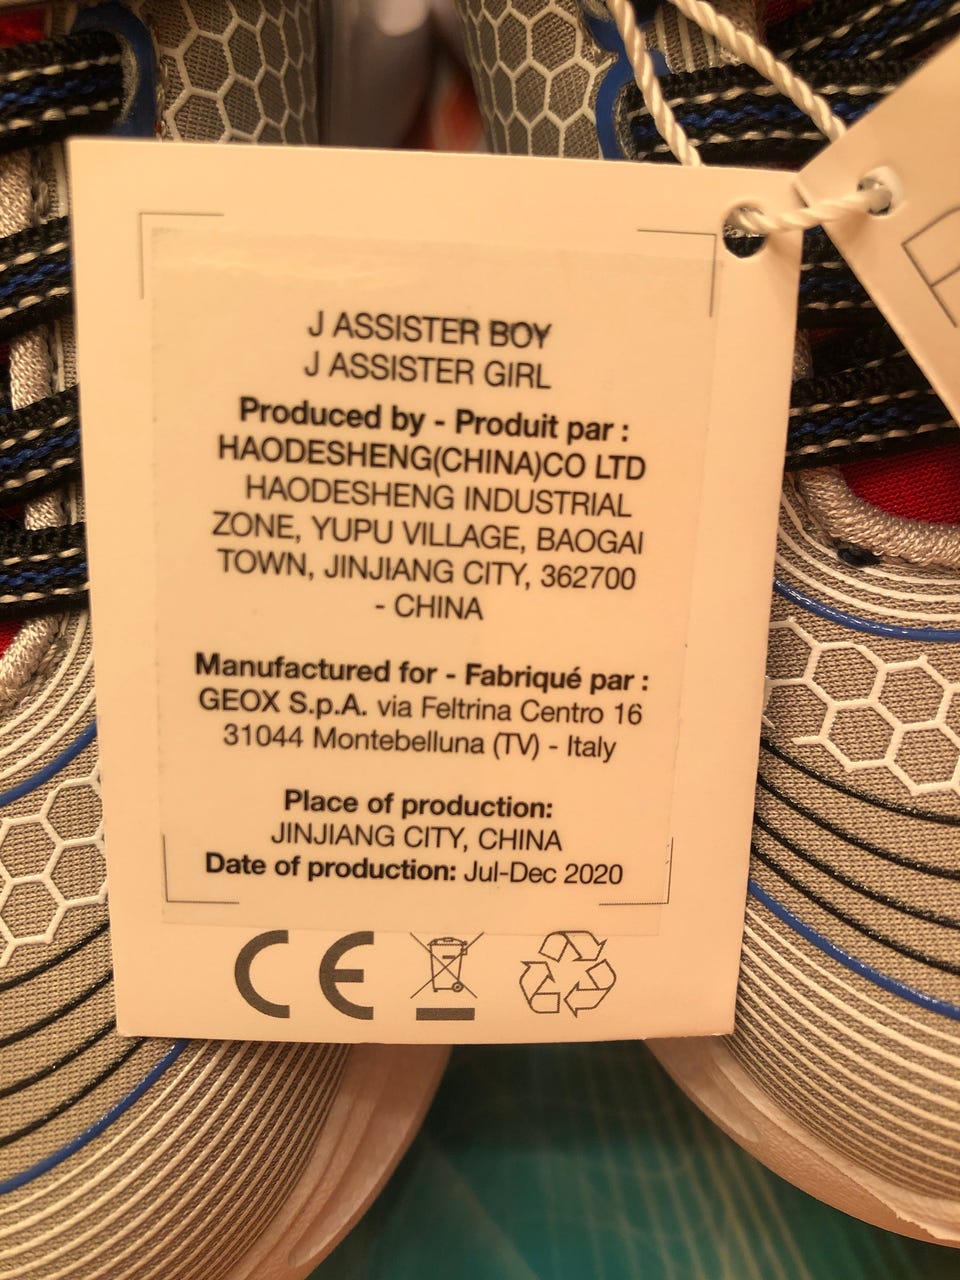 J ASSISTER BOY
J ASSISTER GIRL
Produced by - Produit par :
HAODESHENG(CHINA)CO LTD
HAODESHENG INDUSTRIAL
ZONE, YUPU VILLAGE, BAOGAI
TOWN, JINJIANG CITY, 362700
- CHINA
Manufactured for - Fabriqué par :
GEOX S.p.A. via Feltrina Centro 16
31044 Montebelluna (TV) - Italy
Place of production:
JINJIANG CITY, CHINA
Date of production: Jul-Dec 2020
CE